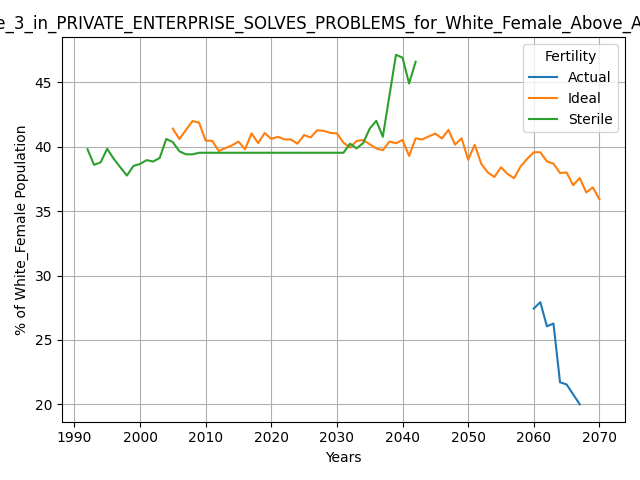 e_3_in_PRIVATE_ENTERPRISE_SOLVES_PROBLEMS_for_White_Female_Above_A
Fertility
Actual
Ideal
Sterile
% of White_Female Population
45
40
35
30
25
20
1990 2000 2010 2020 2030 2040 2050 2060 2070
Years